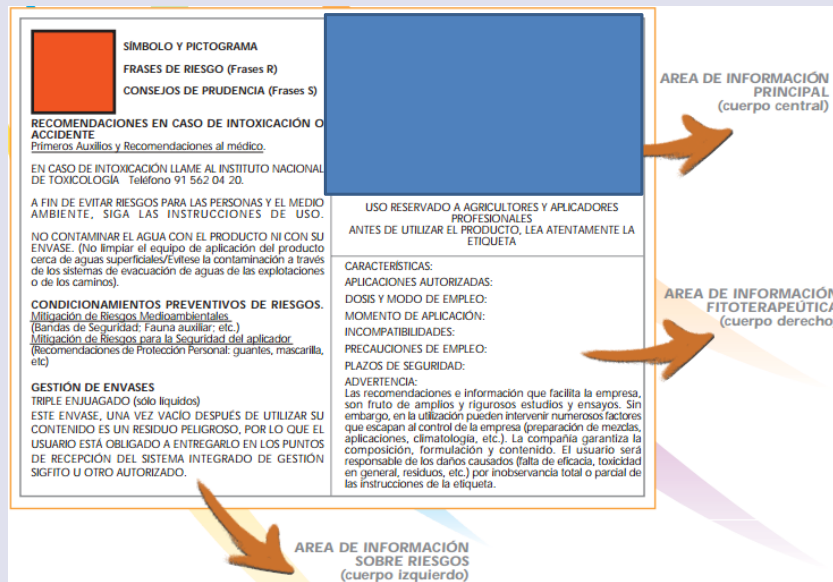 SÍMBOLO Y PICTOGRAMA
FRASES DE RIESGO (Frases R)
CONSEJOS DE PRUDENCIA (Frases S)
RECOMENDACIONES EN CASO DE INTOXICACIÓN O
ACCIDENTE
Primeros Auxilios y Recomendaciones al médico.
EN CASO DE INTOXICACIÓN LLAME AL INSTITUTO NACIONAL
DE TOXICOLOGÍA Teléfono 91 562 04 20.
A FIN DE EVITAR RIESGOS PARA LAS PERSONAS Y EL MEDIO
AMBIENTE, SIGA LAS INSTRUCCIONES DE USO.
NO CONTAMINAR EL AGUA CON EL PRODUCTO NI CON SU
ENVASE. (No limpiar el equipo de aplicación del producto
cerca de aguas superficiales/Evítese la contaminación a través
de los sistemas de evacuación de aguas de las explotaciones
o de los caminos).
CONDICIONAMIENTOS PREVENTIVOS DE RIESGOS.
Mitigación de Riesgos Medioambientales
(Bandas de Seguridad; Fauna auxiliar; etc.)
Mitigación de Riesgos para la Seguridad del aplicador
(Recomendaciones de Protección Personal: guantes, mascarilla,
etc)
GESTIÓN DE ENVASES
TRIPLE ENJUAGADO (sólo líquidos)
ESTE ENVASE, UNA VEZ VACÍO DESPUÉS DE UTILIZAR SU
CONTENIDO ES UN RESIDUO PELIGROSO, POR LO QUE EL
USUARIO ESTÁ OBLIGADO A ENTREGARLO EN LOS PUNTOS
DE RECEPCIÓN DEL SISTEMA INTEGRADO DE GESTIÓN
SIGFITO U OTRO AUTORIZADO.
USO RESERVADO A AGRICULTORES Y APLICADORES
PROFESIONALES
ANTES DE UTILIZAR EL PRODUCTO, LEA ATENTAMENTE LA
ETIQUETA
CARACTERÍSTICAS:
APLICACIONES AUTORIZADAS:
DOSIS Y MODO DE EMPLEO:
MOMENTO DE APLICACIÓN:
INCOMPATIBILIDADES:
PRECAUCIONES DE EMPLEO:
PLAZOS DE SEGURIDAD:
ADVERTENCIA:
Las recomendaciones e información que facilita la empresa,
son fruto de amplios y rigurosos estudios y ensayos. Sin
embargo, en la utilización pueden intervenir numerosos factores
que escapan al control de la empresa (preparación de mezclas,
aplicaciones, climatología, etc.). La compañía garantiza la
composición, formulación y contenido. El usuario será
responsable de los daños causados (falta de eficacia, toxicidad
en general, residuos, etc.) por inobservancia total o parcial de
las instrucciones de la etiqueta.
AREA DE INFORMACIÓN
PRINCIPAL
(cuerpo central)
AREA DE INFORMACIÓN
FITOTERAPEÚTICA
(cuerpo derecho
AREA DE INFORMACIÓN
SOBRE RIESGOS
(cuerpo izquierdo)